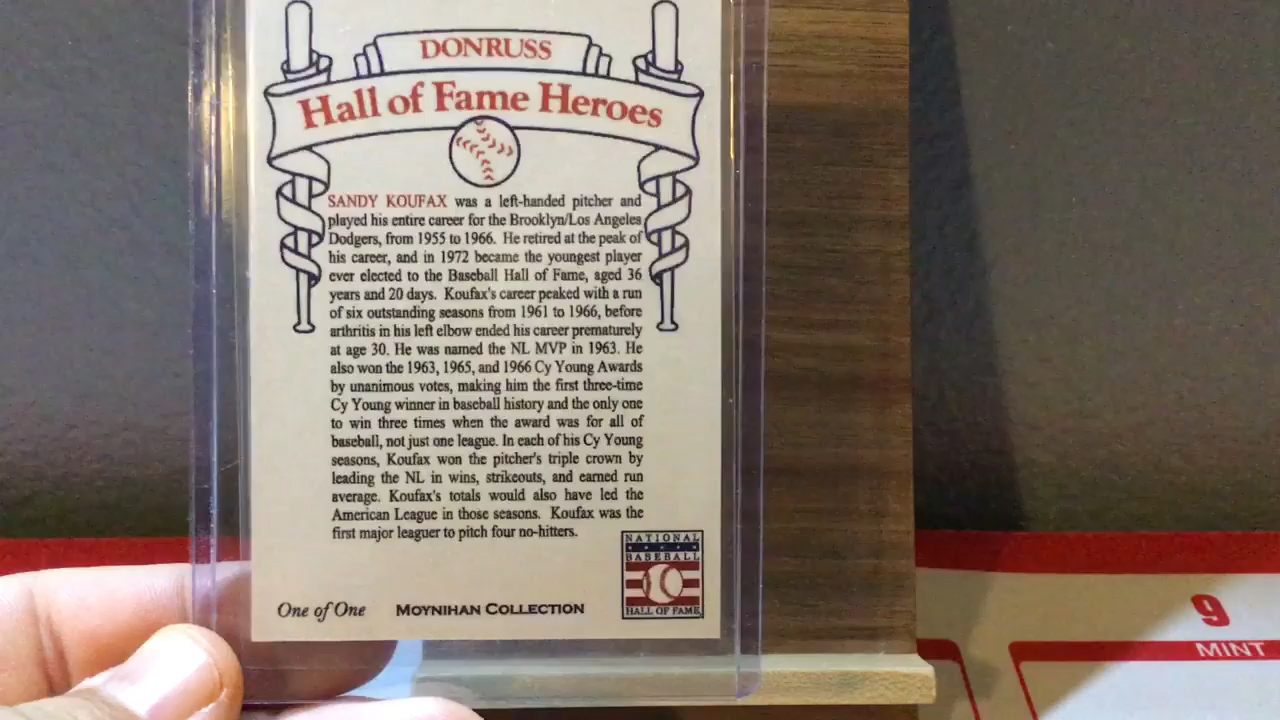 DONRUSS
Hall of Fame Heroes
SANDY KOUFAX was a left-handed pitcher and
played his entire career for the Brooklyn/Los Angeles
Dodgers, from 1955 to 1966. He retired at the peak of
his career, and in 1972 became the youngest player
ever elected to the Baseball Hall of Fame, aged 36
years and 20 days. Koufax's career peaked with a run
of six outstanding seasons from 1961 to 1966, before
arthritis in his left elbow ended his career prematurely
at age 30. He was named the NL MVP in 1963. He
also won the 1963, 1965, and 1966 Cy Young Awards
by unanimous votes, making him the first three-time
Cy Young winner in baseball history and the only one
to win three times when the award was for all of
baseball, not just one league. In each of his Cy Young
seasons, Koufax won the pitcher's triple crown by
leading the NL in wins, strikeouts, and earned run
average. Koufax's totals would also have led the
American League in those seasons. Koufax was the
first major leaguer to pitch four no-hitters.
NATIONAL
BASEBALL
HALL OF FAME
One of One MOYNIHAN COLLECTION
9
MINT